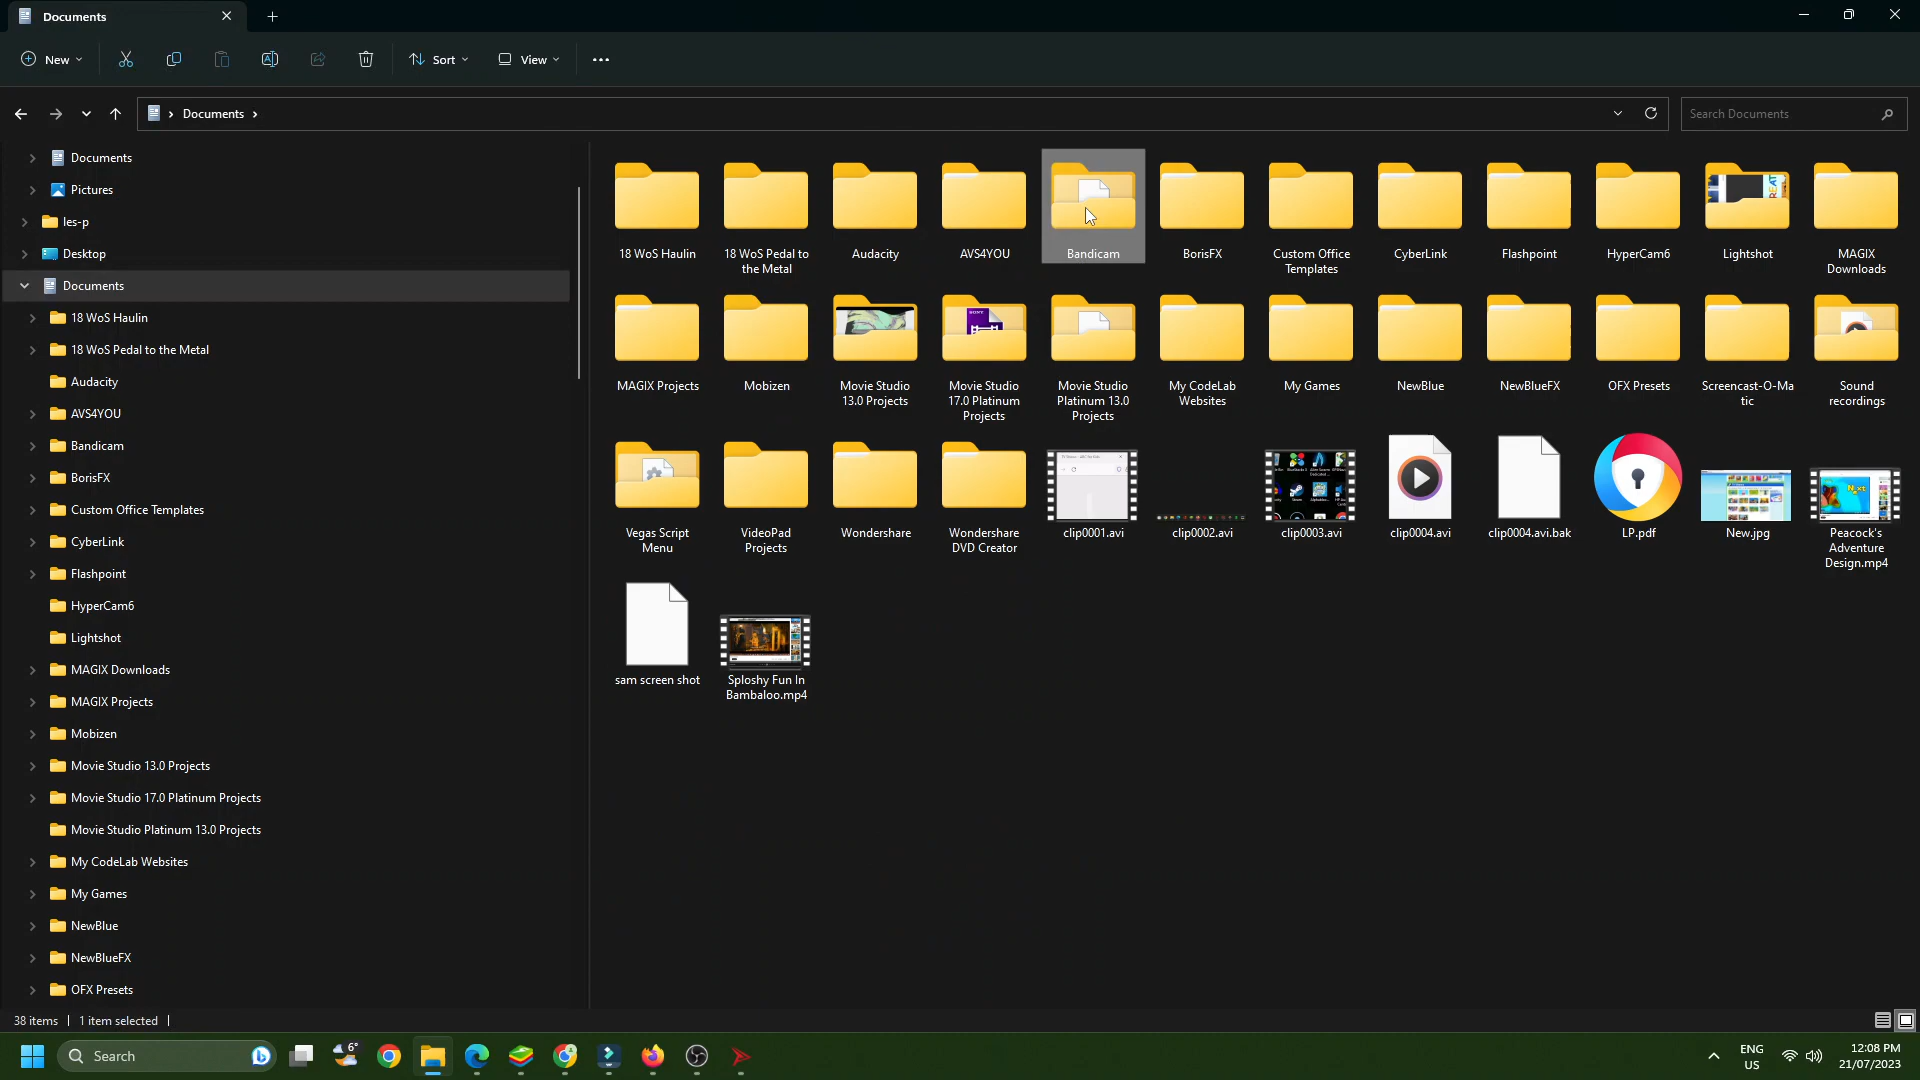 Documents
New
Sort
View
Documents
Search Documents
Documents
Pictures
les-p
Desktop
Documents
18 WoS Haulin
18 WoS Pedal to the Metal
Audacity
AVS4YOU
Bandicam
BorisFX
Custom Office Templates
CyberLink
Flashpoint
HyperCam6
Lightshot
MAGIX Downloads
MAGIX Projects
Mobizen
Movie Studio 13.0 Projects
Movie Studio 17.0 Platinum Projects
Movie Studio Platinum 13.0 Projects
My CodeLab Websites
My Games
NewBlue
NewBlueFX
OFX Presets
18 WoS Haulin
18 WoS Pedal to
the Metal
Audacity
AVS4YOU
Bandicam
BorisFX
Custom Office
Templates
CyberLink
Flashpoint
HyperCam6
Lightshot
MAGIX
Downloads
MAGIX Projects
Mobizen
Movie Studio
13.0 Projects
SONY
Movie Studio
17.0 Platinum
Projects
Movie Studio
Platinum 13.0
Projects
My CodeLab
Websites
My Games
NewBlue
NewBlueFX
OFX Presets
Screencast-O-Ma
tic
Sound
recordings
Vegas Script
Menu
VideoPad
Projects
Wondershare
Wondershare
DVD Creator
clip0001.avi
clip0002.avi
clip0003.avi
clip0004.avi
clip0004.avi.bak
LP.pdf
New.jpg
Peacock's
Adventure
Design.mp4
sam screen shot
Sploshy Fun In
Bambaloo.mp4
38 items
1 item selected
Search
6°
ENG
US
12:08 PM
21/07/2023